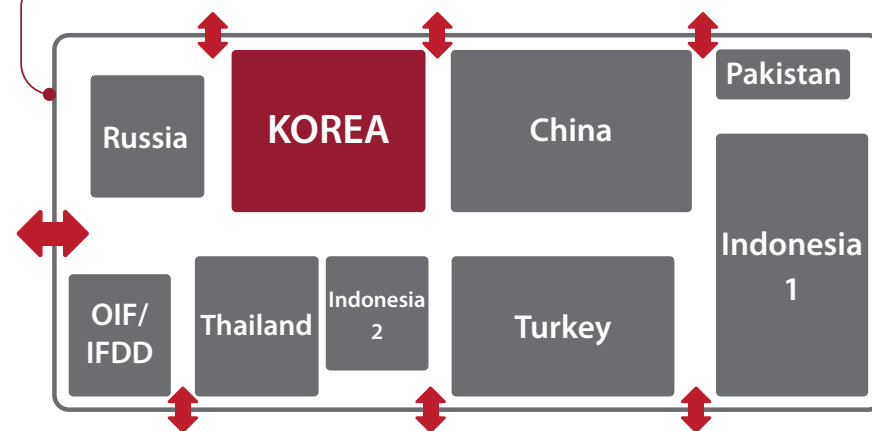 Russia
KOREA
China
Pakistan
Indonesia
1
OIF/
IFDD
Thailand
Indonesia
2
Turkey